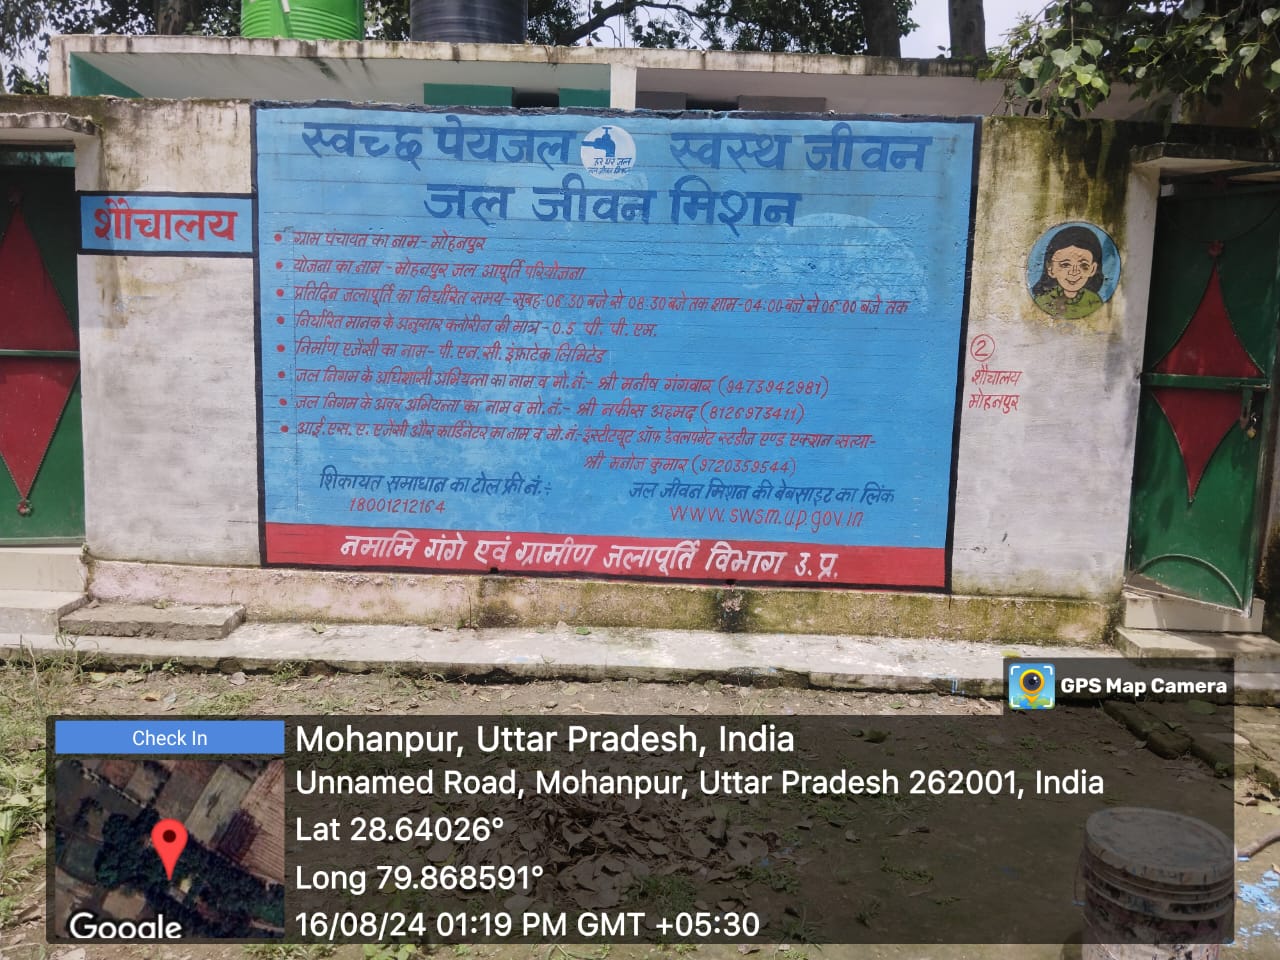 स्वच्छ पेयजल स्वस्थ जीवन
हर घर जल
जल जीवन मिशन
शौचालय
• ग्राम पंचायत का नाम - मोहनपुर
• योजना का नाम - मोहनपुर जल आपूर्ति परियोजना
• प्रतिदिन जलापूर्ति का निर्धारित समय - सुबह-06:30 बजे से 08:30 बजे तक शाम-04:00 बजे से 06:00 बजे तक
• निर्धारित मानक के अनुसार क्लोरीन की मात्र - 0.5 पी. पी. एम.
• निर्माण एजेंसी का नाम - पी. एन. सी. इंफ्राटेक लिमिटेड
• जल निगम के अधिशासी अभियन्ता का नाम व मो. नं.- श्री मनीष गंगवार (9473942981)
• जल निगम के अवर अभियन्ता का नाम व मो. नं.- श्री नफीस अहमद (8126973411)
• आई. एस. ए. एजेंसी और कार्डिनेटर का नाम व मो. नं. इंस्टीटयूट ऑफ डेवलपमेंट स्टडीज एण्ड एक्शन सत्या-
श्री मनोज कुमार (9720359544)
शिकायत समाधान का टोल फ्री नं.:-
18001212164
जल जीवन मिशन की बेबसाइट का लिंक
www.swsm.up.gov.in
नमामि गंगे एवं ग्रामीण जलापूर्ति विभाग उ.प्र.
2
शौचालय
मोहनपुर
GPS Map Camera
Check In
Mohanpur, Uttar Pradesh, India
Unnamed Road, Mohanpur, Uttar Pradesh 262001, India
Lat 28.64026°
Long 79.868591°
16/08/24 01:19 PM GMT +05:30
Google